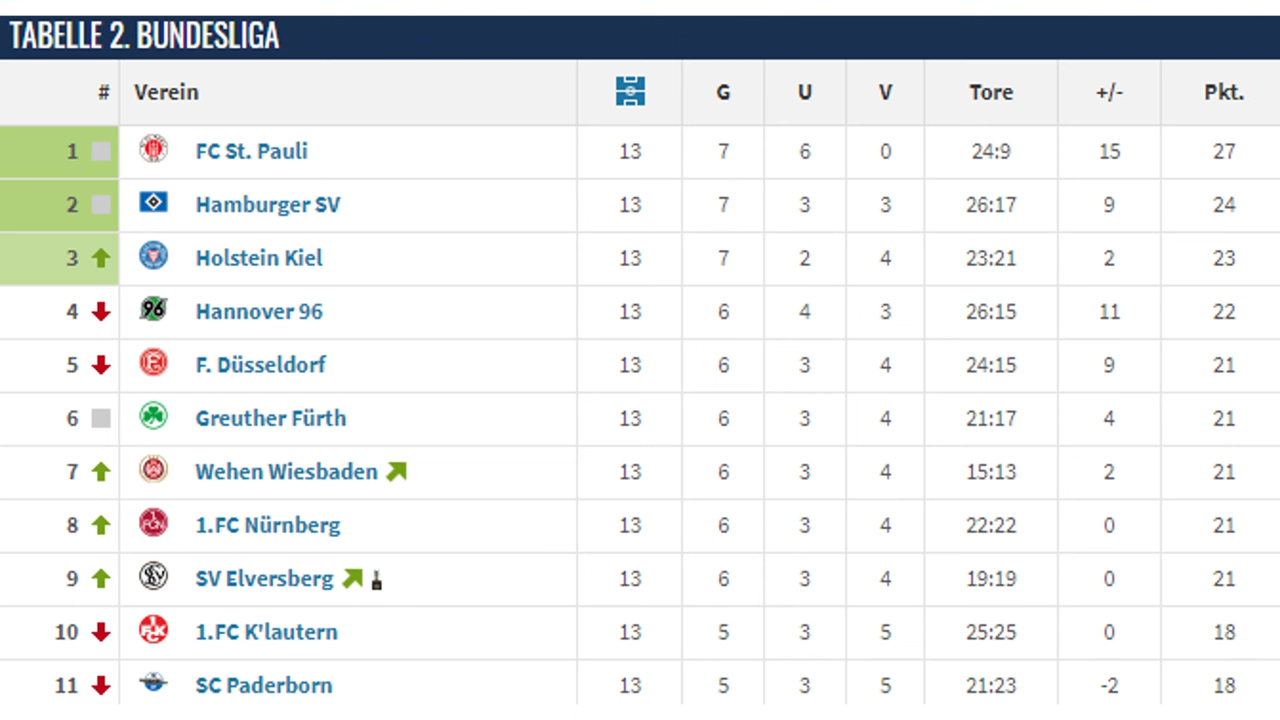 TABELLE 2. BUNDESLIGA
# Verein G U V Tore +/- Pkt.
1 FC St. Pauli 13 7 6 0 24:9 15 27
2 Hamburger SV 13 7 3 3 26:17 9 24
3 Holstein Kiel 13 7 2 4 23:21 2 23
4 96 Hannover 96 13 6 4 3 26:15 11 22
5 F. Düsseldorf 13 6 3 4 24:15 9 21
6 Greuther Fürth 13 6 3 4 21:17 4 21
7 Wehen Wiesbaden 13 6 3 4 15:13 2 21
8 1.FC Nürnberg 13 6 3 4 22:22 0 21
9 SV Elversberg 13 6 3 4 19:19 0 21
10 1.FC K'lautern 13 5 3 5 25:25 0 18
11 SC Paderborn 13 5 3 5 21:23 -2 18